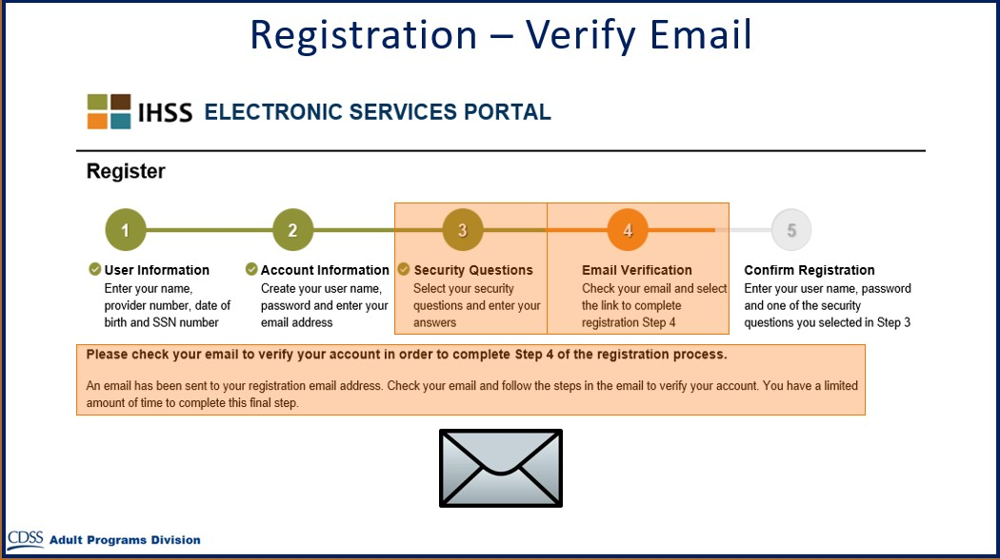 Registration – Verify Email
IHSS ELECTRONIC SERVICES PORTAL
Register
1
2
3
4
5
User Information
Enter your name,
provider number, date of
birth and SSN number
Account Information
Create your user name,
password and enter your
email address
Security Questions
Select your security
questions and enter your
answers
Email Verification
Check your email and select
the link to complete
registration Step 4
Confirm Registration
Enter your user name, password
and one of the security
questions you selected in Step 3
Please check your email to verify your account in order to complete Step 4 of the registration process.
An email has been sent to your registration email address. Check your email and follow the steps in the email to verify your account. You have a limited
amount of time to complete this final step.
CDSS Adult Programs Division